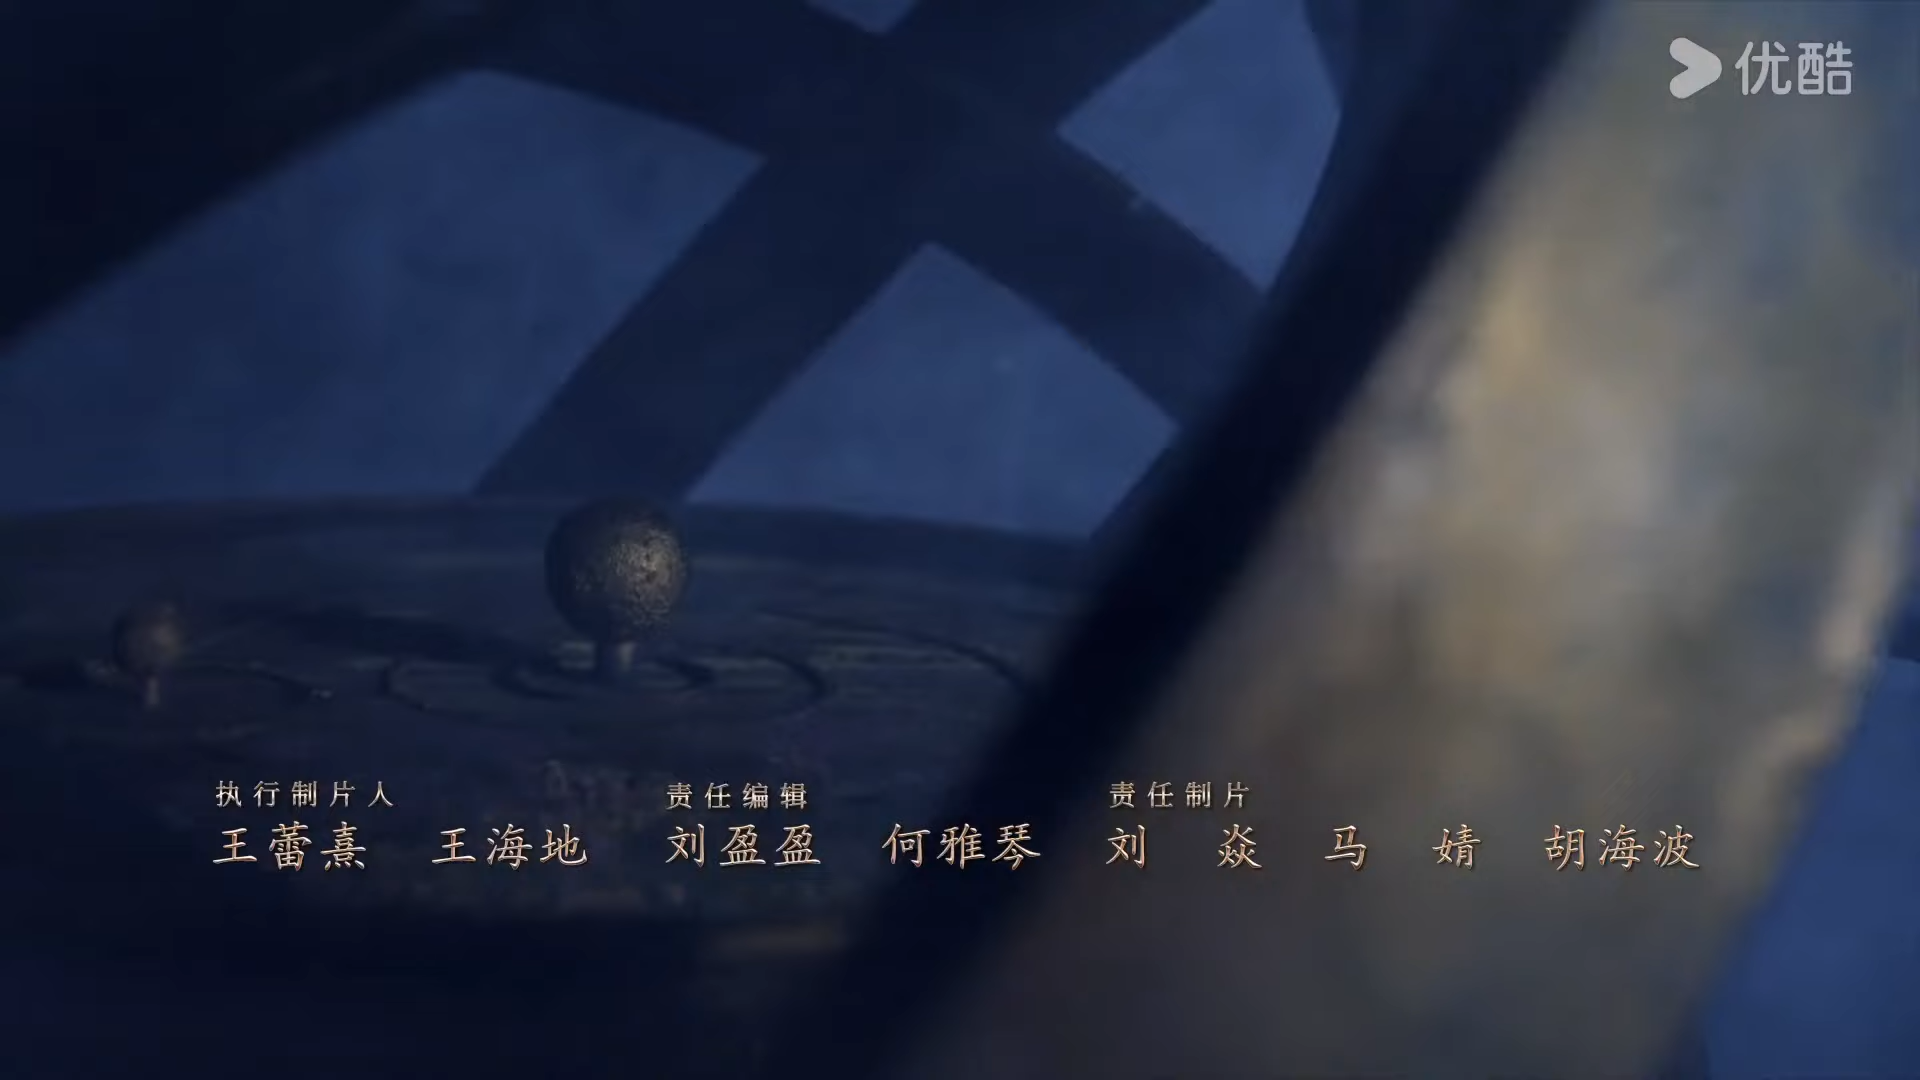 优酷
执行制片人 责任编辑 责任制片
王蕾熹 王海地 刘盈盈 何雅琴 刘焱 马婧 胡海波